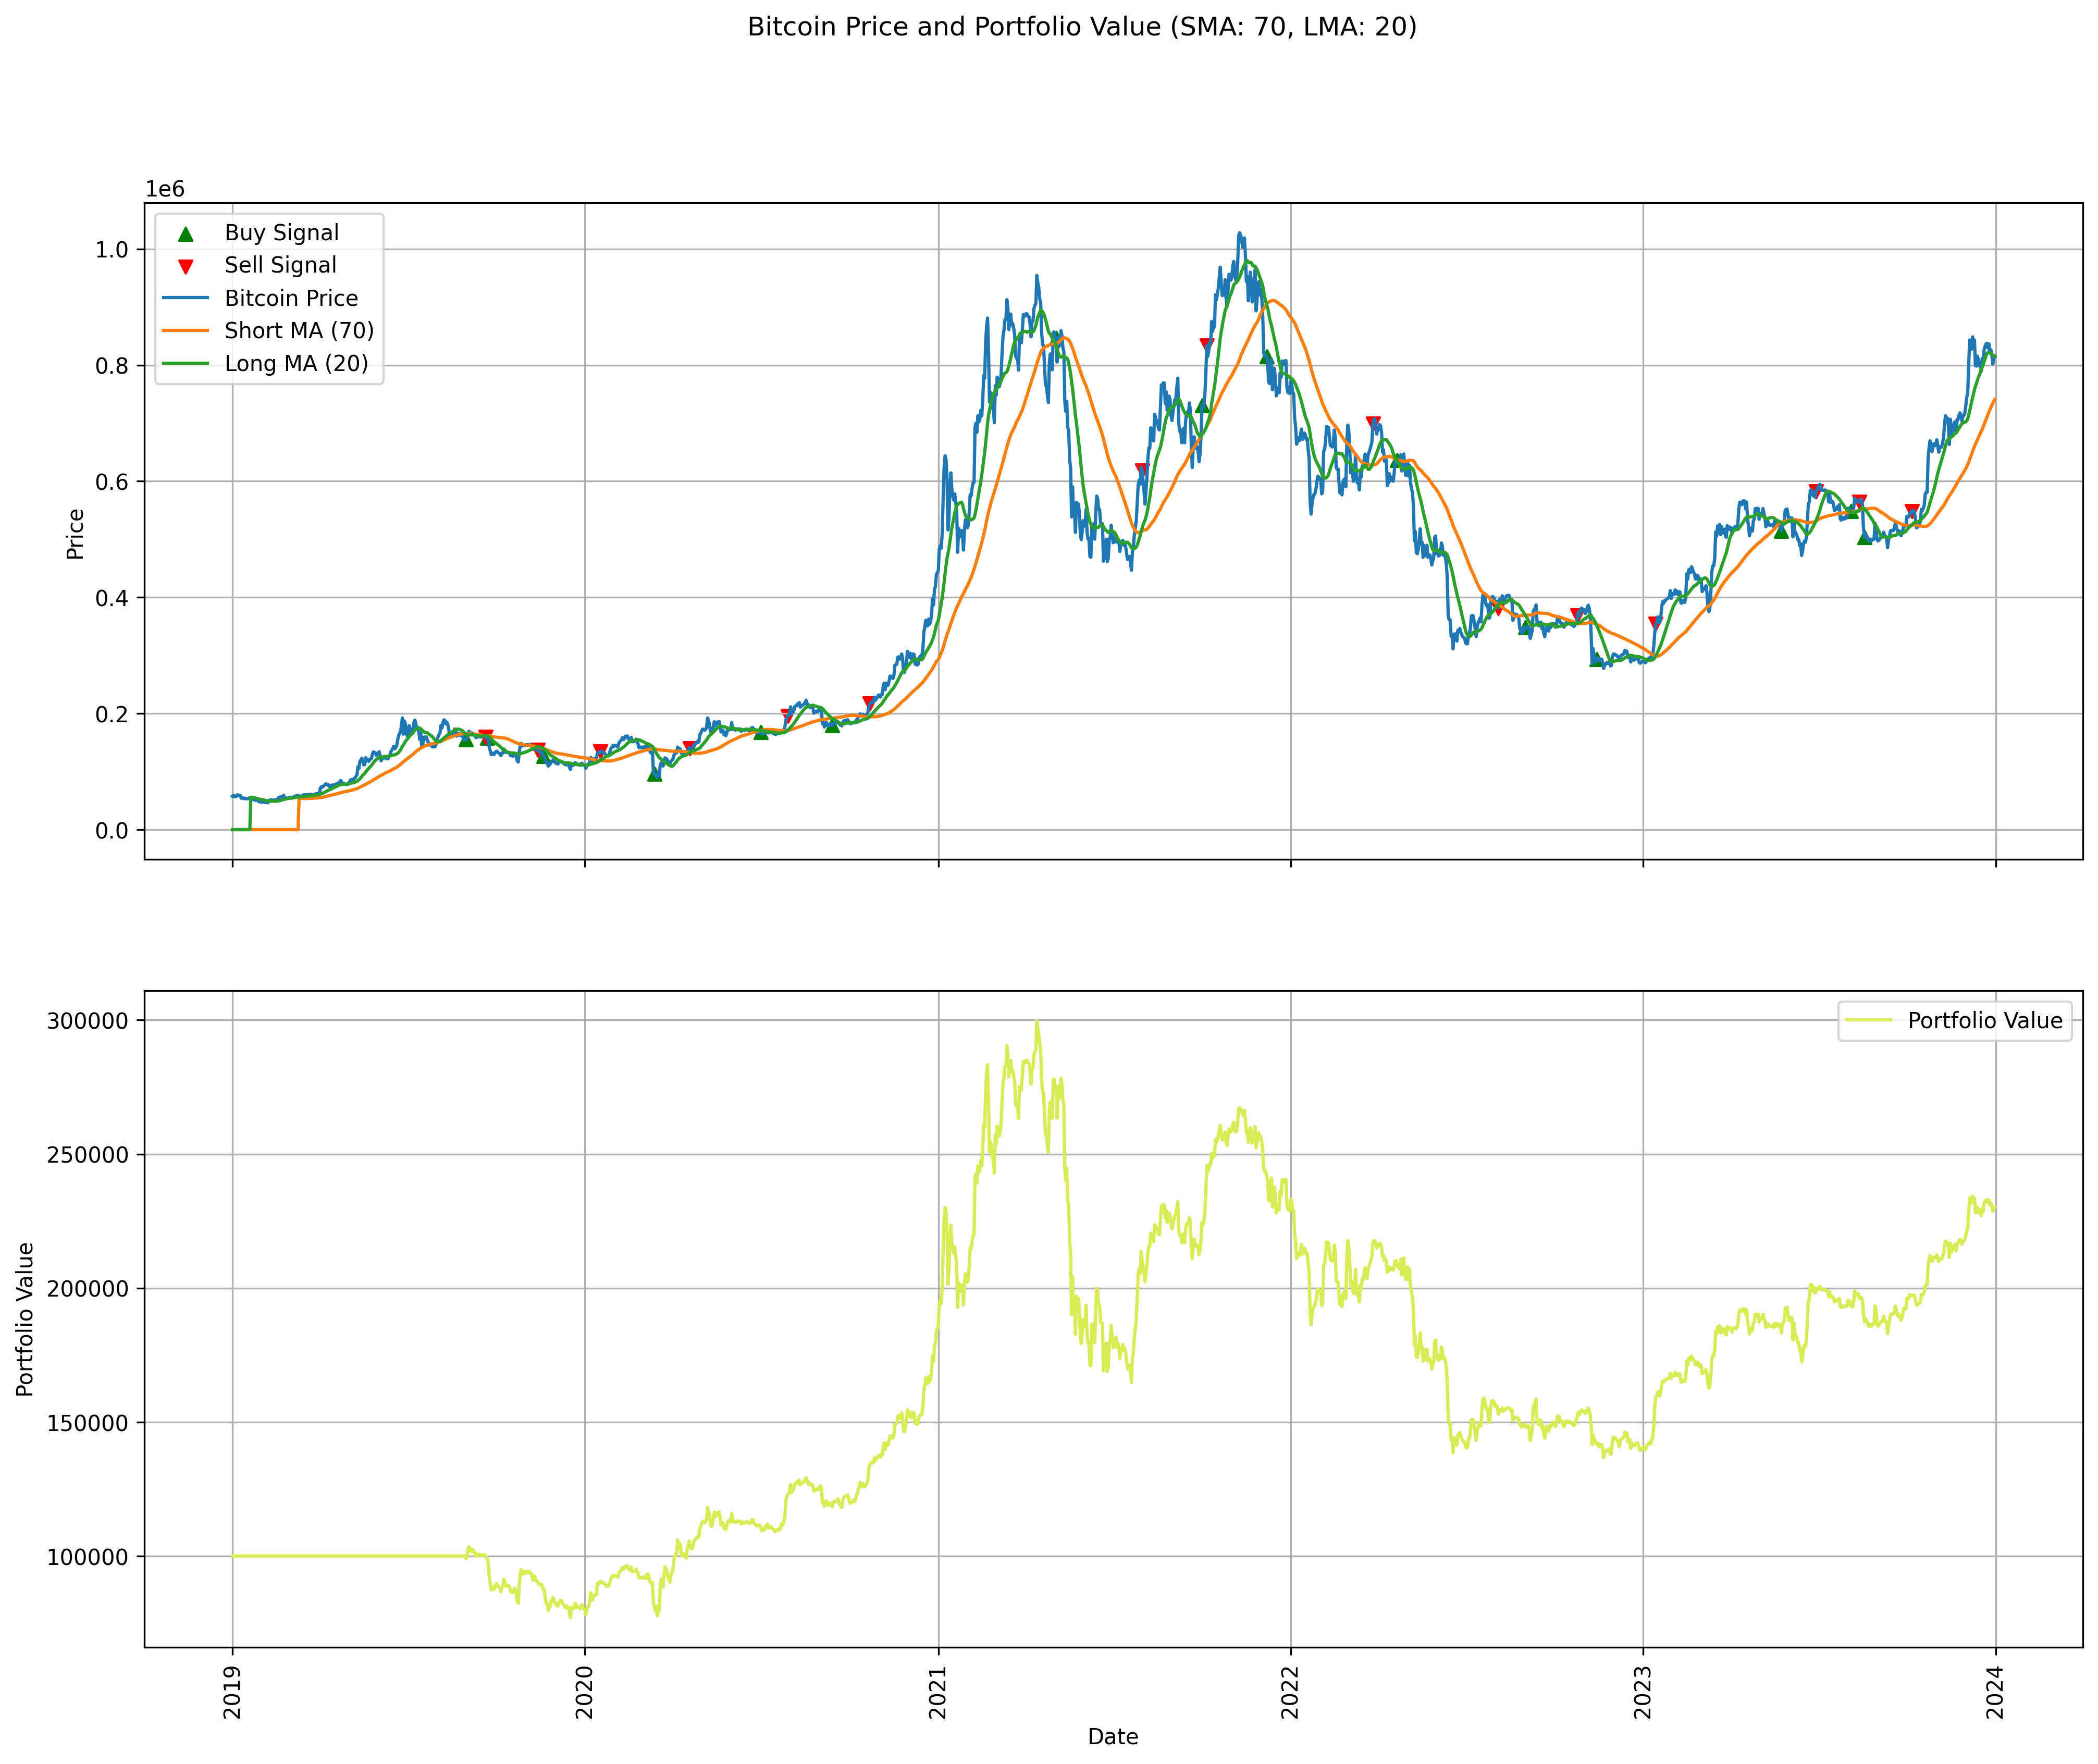 Bitcoin Price and Portfolio Value (SMA: 70, LMA: 20)
1e6
Buy Signal
Sell Signal
Bitcoin Price
Short MA (70)
Long MA (20)
1.0
0.8
0.6
0.4
0.2
0.0
Price
Portfolio Value
300000
250000
200000
150000
100000
Portfolio Value
2019
2020
2021
2022
2023
2024
Date